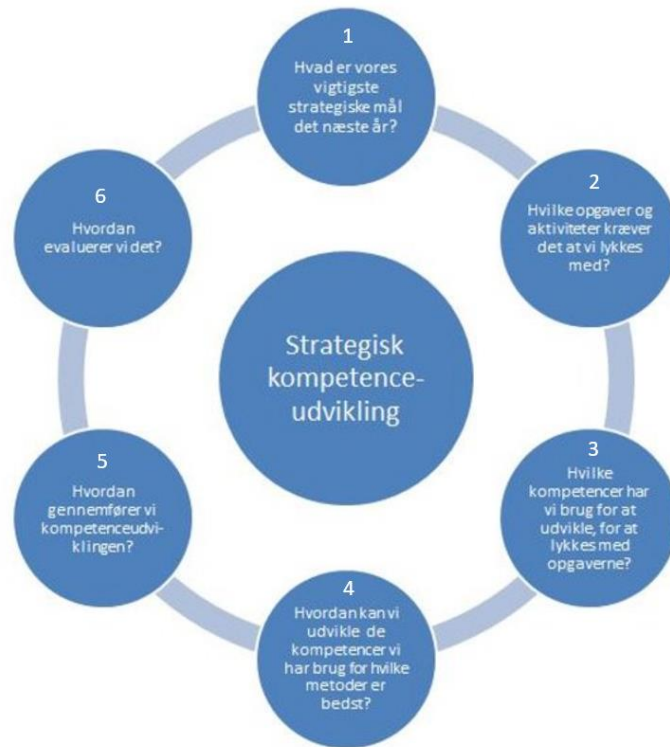 1
Hvad er vores
vigtigste
strategiske mål
det næste år?
2
Hvilke opgaver og
aktiviteter kræver
det at vi lykkes
med?
3
Hvilke
kompetencer har
vi brug for at
udvikle, for at
lykkes med
opgaverne?
4
Hvordan kan vi
udvikle de
kompetencer vi
har brug for hvilke
metoder er
bedst?
5
Hvordan
gennemfører vi
kompetenceudvi-
klingen?
6
Hvordan
evaluerer vi det?
Strategisk
kompetence-
udvikling